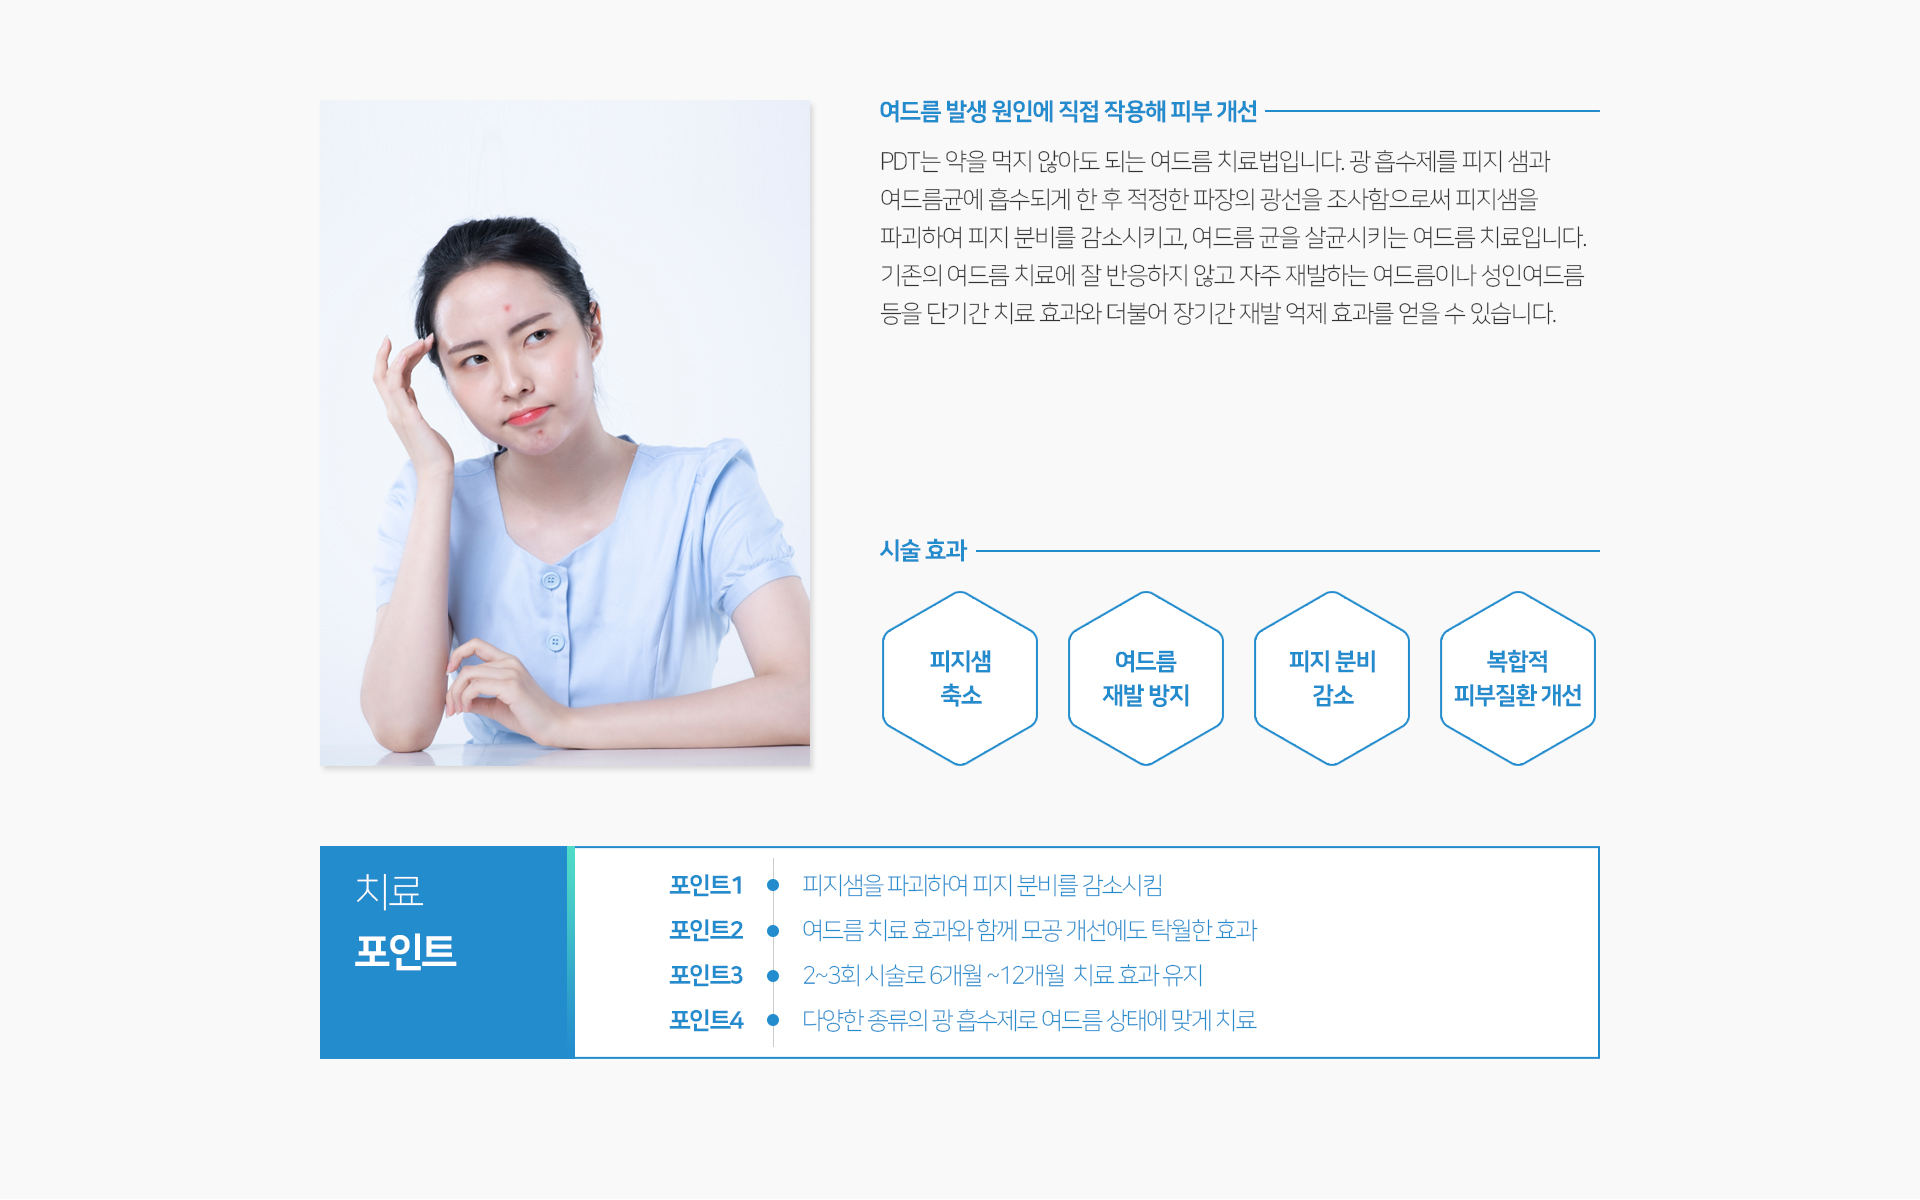 여드름 발생 원인에 직접 작용해 피부 개선
PDT는 약을 먹지 않아도 되는 여드름 치료법입니다. 광 흡수제를 피지 샘과
여드름균에 흡수되게 한 후 적정한 파장의 광선을 조사함으로써 피지샘을
파괴하여 피지 분비를 감소시키고, 여드름 균을 살균시키는 여드름 치료입니다.
기존의 여드름 치료에 잘 반응하지 않고 자주 재발하는 여드름이나 성인여드름
등을 단기간 치료 효과와 더불어 장기간 재발 억제 효과를 얻을 수 있습니다.
시술 효과
피지샘
축소
여드름
재발 방지
피지 분비
감소
복합적
피부질환 개선
치료
포인트
포인트1 피지샘을 파괴하여 피지 분비를 감소시킴
포인트2 여드름 치료 효과와 함께 모공 개선에도 탁월한 효과
포인트3 2~3회 시술로 6개월 ~12개월 치료 효과 유지
포인트4 다양한 종류의 광 흡수제로 여드름 상태에 맞게 치료